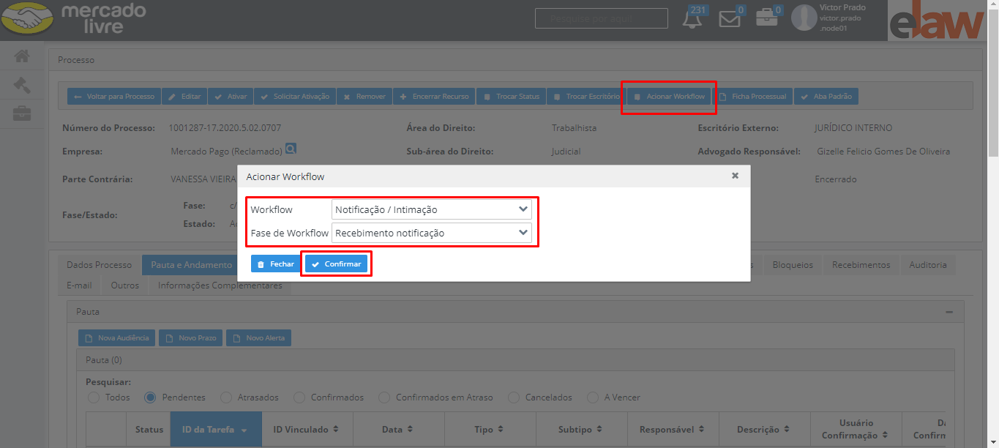 mercado
livre
Pesquise por aqui!
231
0
0
Victor Prado
victor.prado
.node01
elaw
Processo
Voltar para Processo Editar Ativar Solicitar Ativação Remover Encerrar Recurso Trocar Status Trocar Escritório Acionar Workflow Ficha Processual Aba Padrão
Número do Processo: 1001287-17.2020.5.02.0707 Área do Direito: Trabalhista Escritório Externo: JURÍDICO INTERNO
Empresa: Mercado Pago (Reclamado) Sub-área do Direito: Judicial Advogado Responsável: Gizelle Felicio Gomes De Oliveira
Parte Contrária: VANESSA VIEIRA Encerrado
Fase/Estado:
Fase: c/
Estado:
Acionar Workflow
Workflow Notificação / Intimação
Fase de Workflow Recebimento notificação
Fechar Confirmar
Dados Processo Pauta e Andamento Bloqueios Recebimentos Auditoria
E-mail Outros Informações Complementares
Pauta
Nova Audiência Novo Prazo Novo Alerta
Pauta (0)
Pesquisar:
Todos Pendentes Atrasados Confirmados Confirmados em Atraso Cancelados A Vencer
Status ID da Tarefa ID Vinculado Data Tipo Subtipo Responsável Descrição Usuário Confirmação